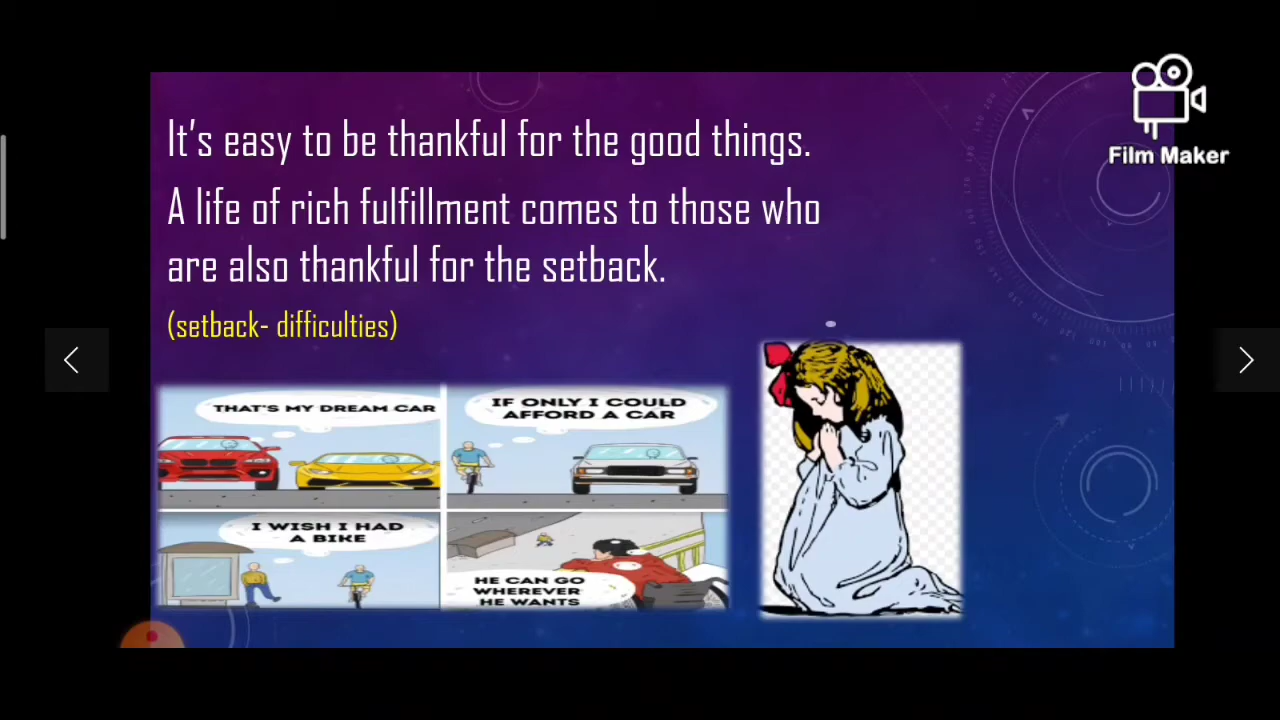 It's easy to be thankful for the good things.
A life of rich fulfillment comes to those who
are also thankful for the setback.
(setback- difficulties)
THAT'S MY DREAM CAR
IF ONLY I COULD
AFFORD A CAR
I WISH I HAD
A BIKE
HE CAN GO
WHEREVER
HE WANTS
Film Maker